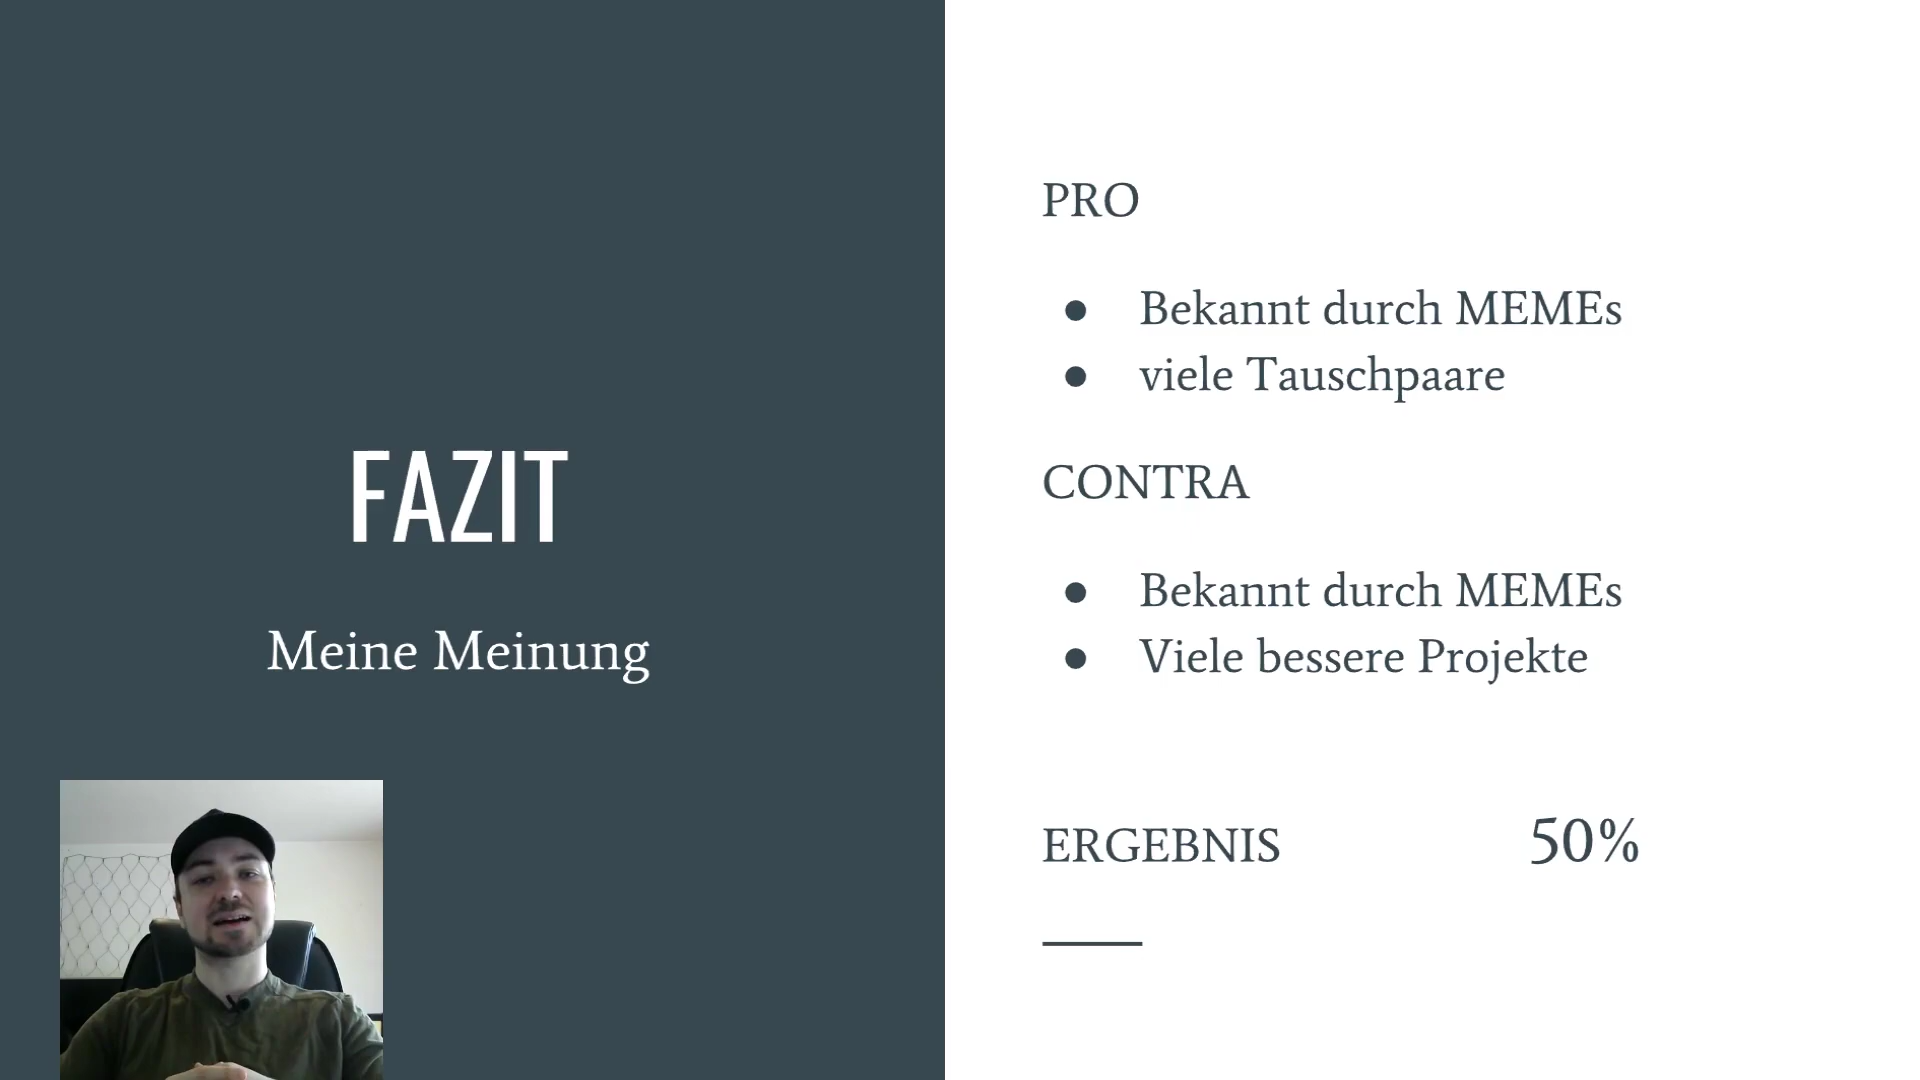 FAZIT
Meine Meinung
PRO
● Bekannt durch MEMEs
● viele Tauschpaare
CONTRA
● Bekannt durch MEMEs
● Viele bessere Projekte
ERGEBNIS 50%